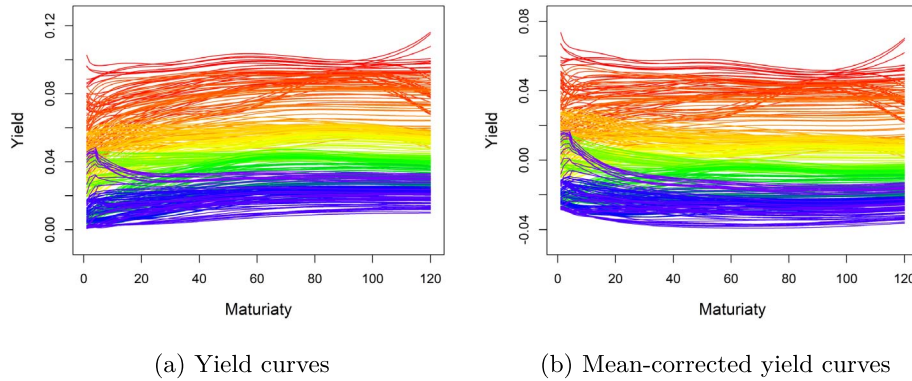 0.12
0.08
0.04
0.00
Yield
0 20 40 60 80 100 120
Maturiaty
(a) Yield curves
0.08
0.04
0.00
-0.04
Yield
0 20 40 60 80 100 120
Maturiaty
(b) Mean-corrected yield curves